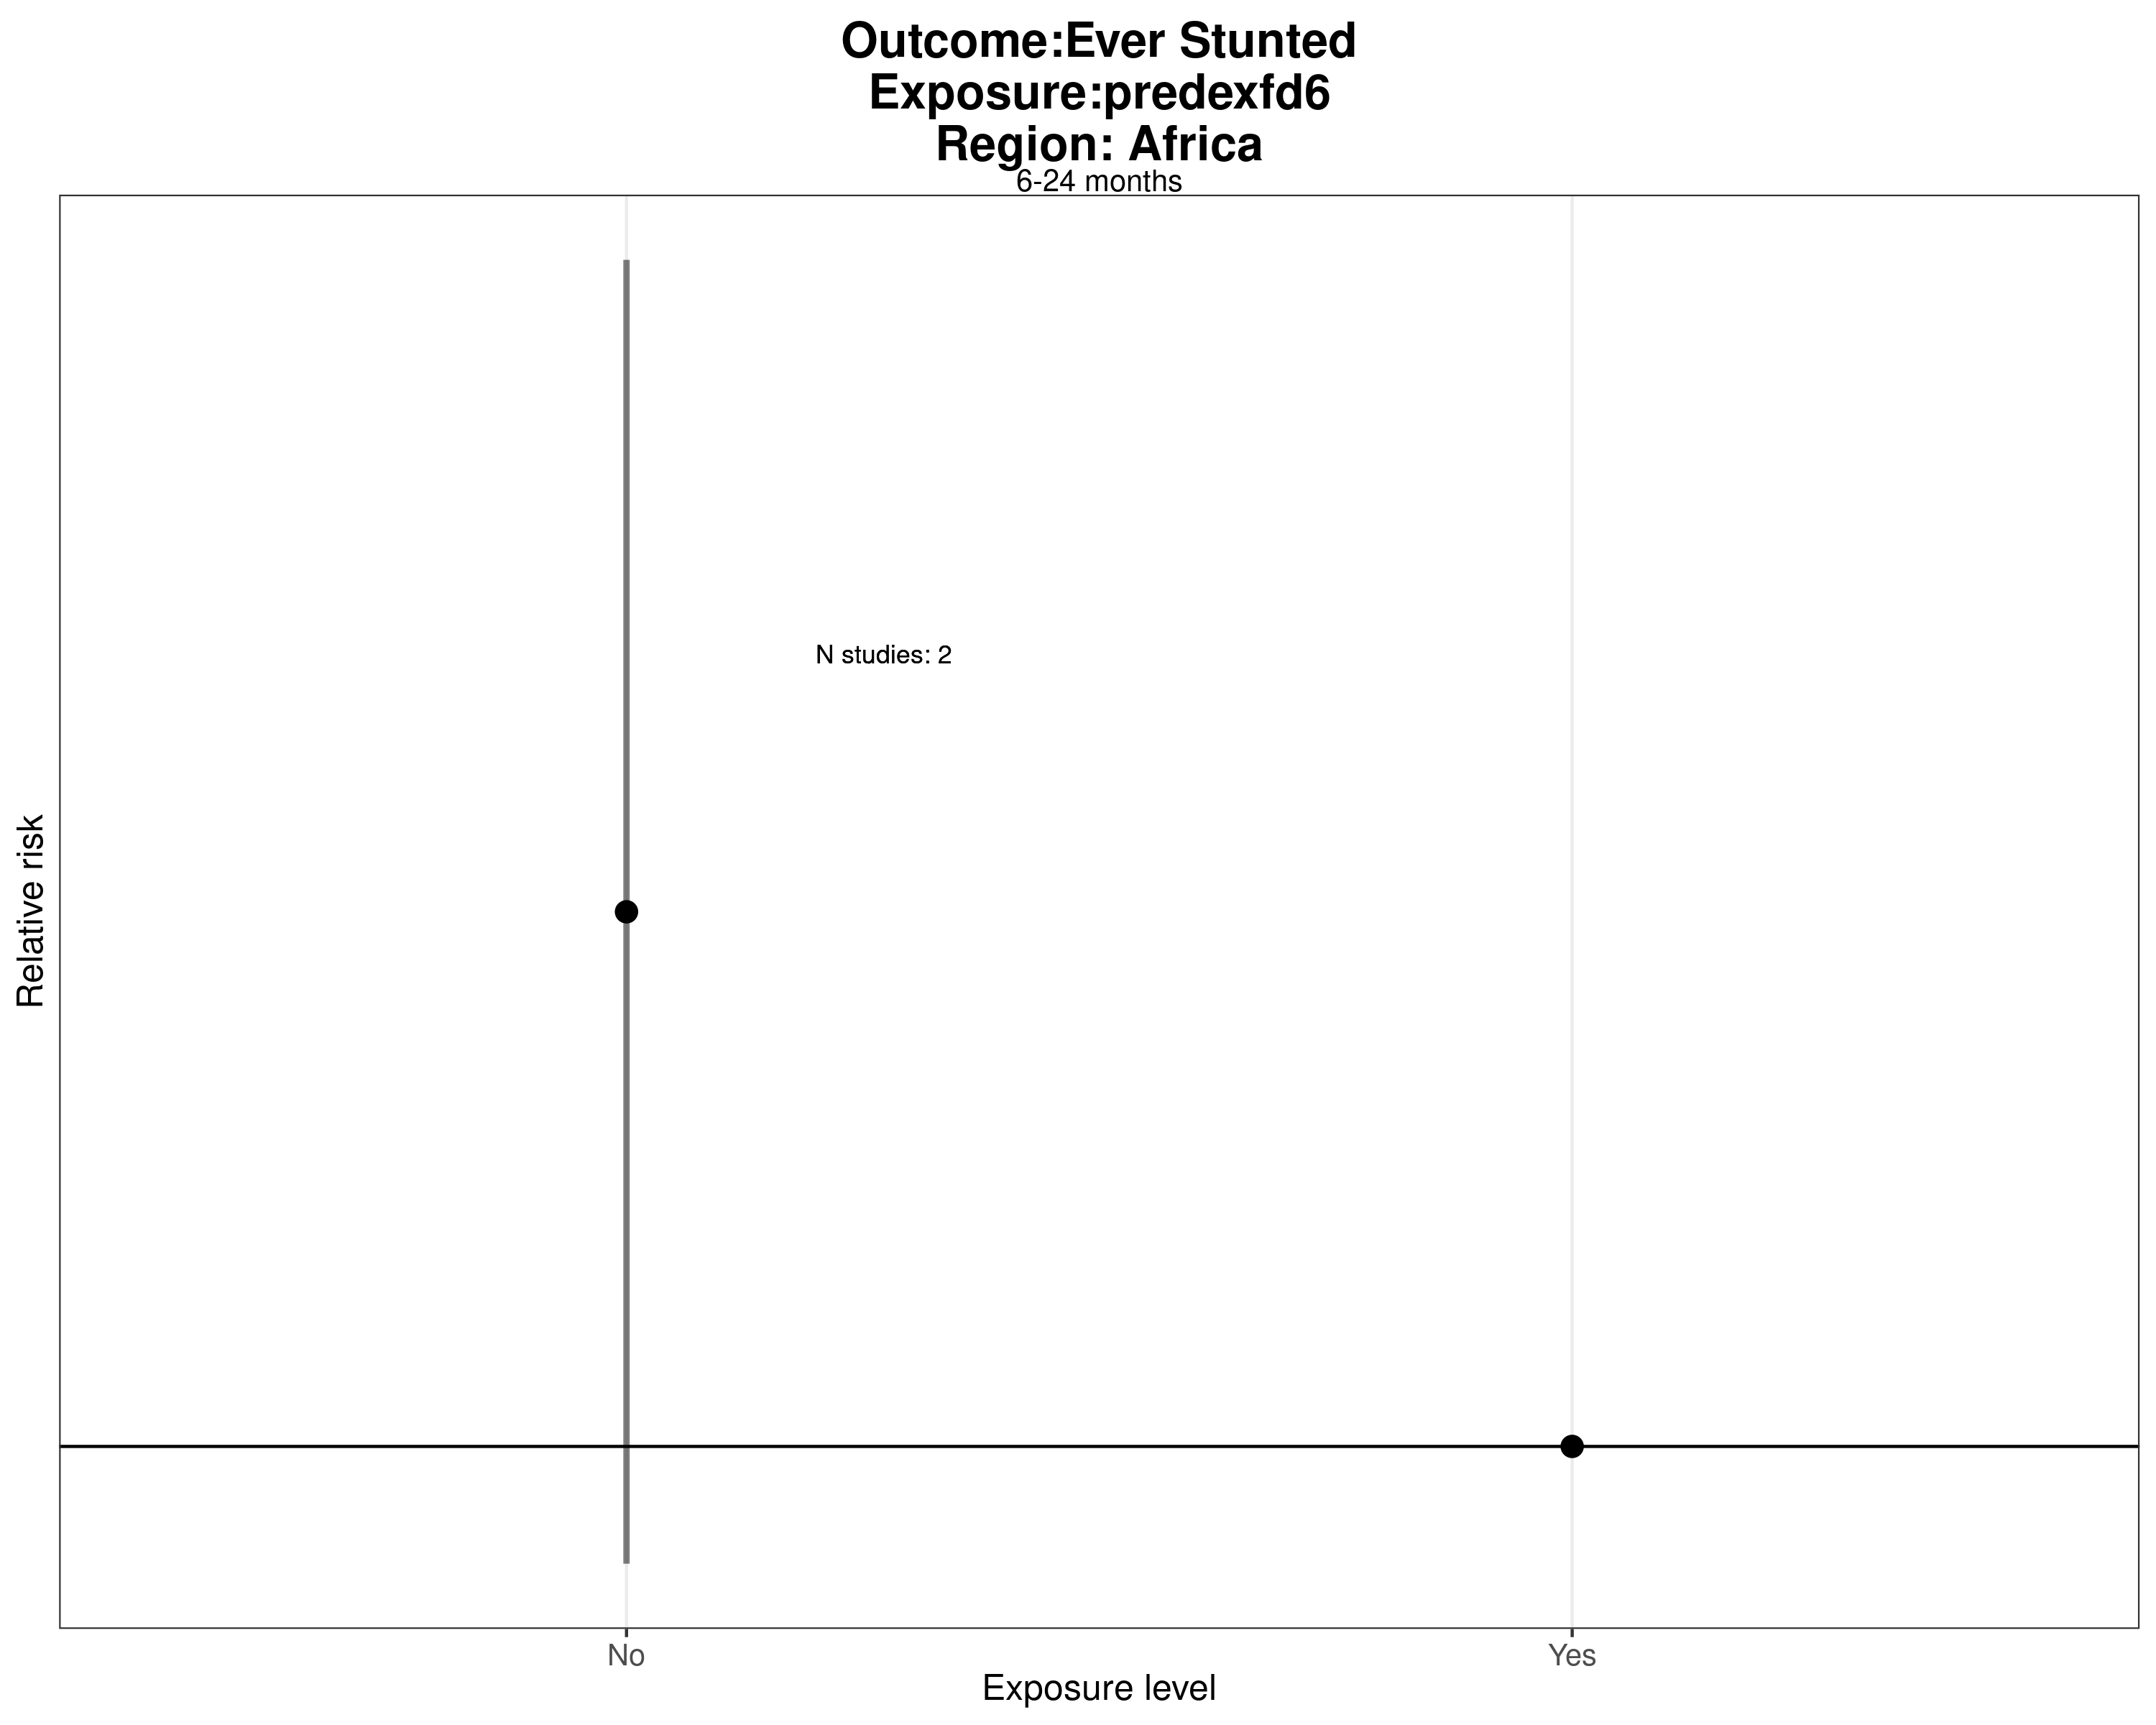 Outcome:Ever Stunted
Exposure:predexfd6
Region: Africa
6-24 months
N studies: 2
Relative risk
No
Yes
Exposure level